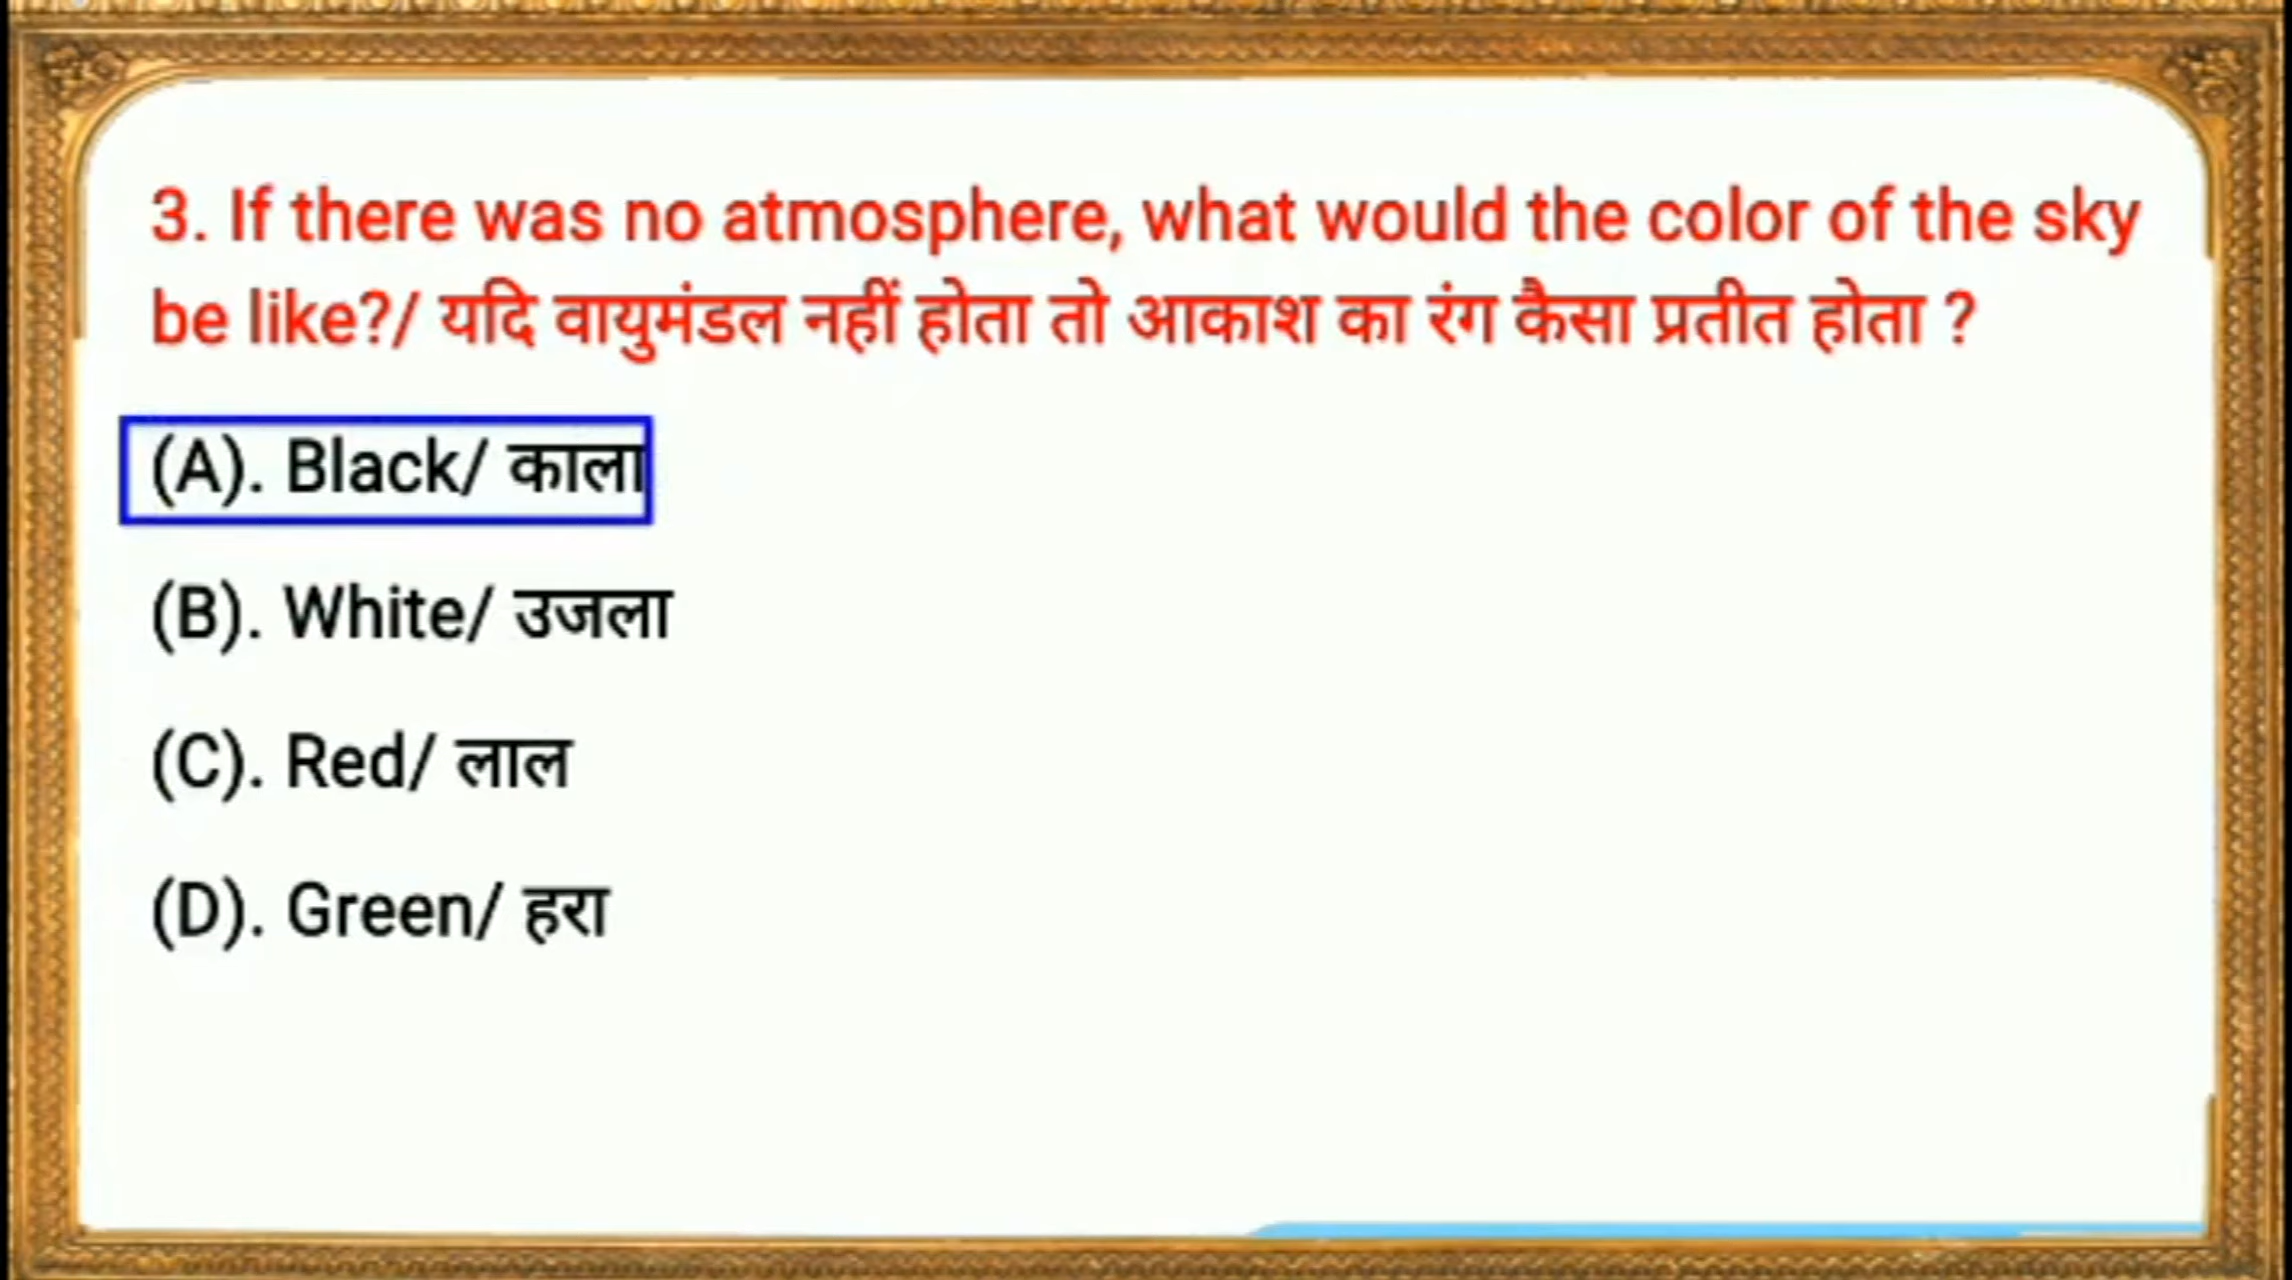 3. If there was no atmosphere, what would the color of the sky
be like?/ यदि वायुमंडल नहीं होता तो आकाश का रंग कैसा प्रतीत होता ?
(A). Black/ काला
(B). White/ उजला
(C). Red/ लाल
(D). Green/ हरा